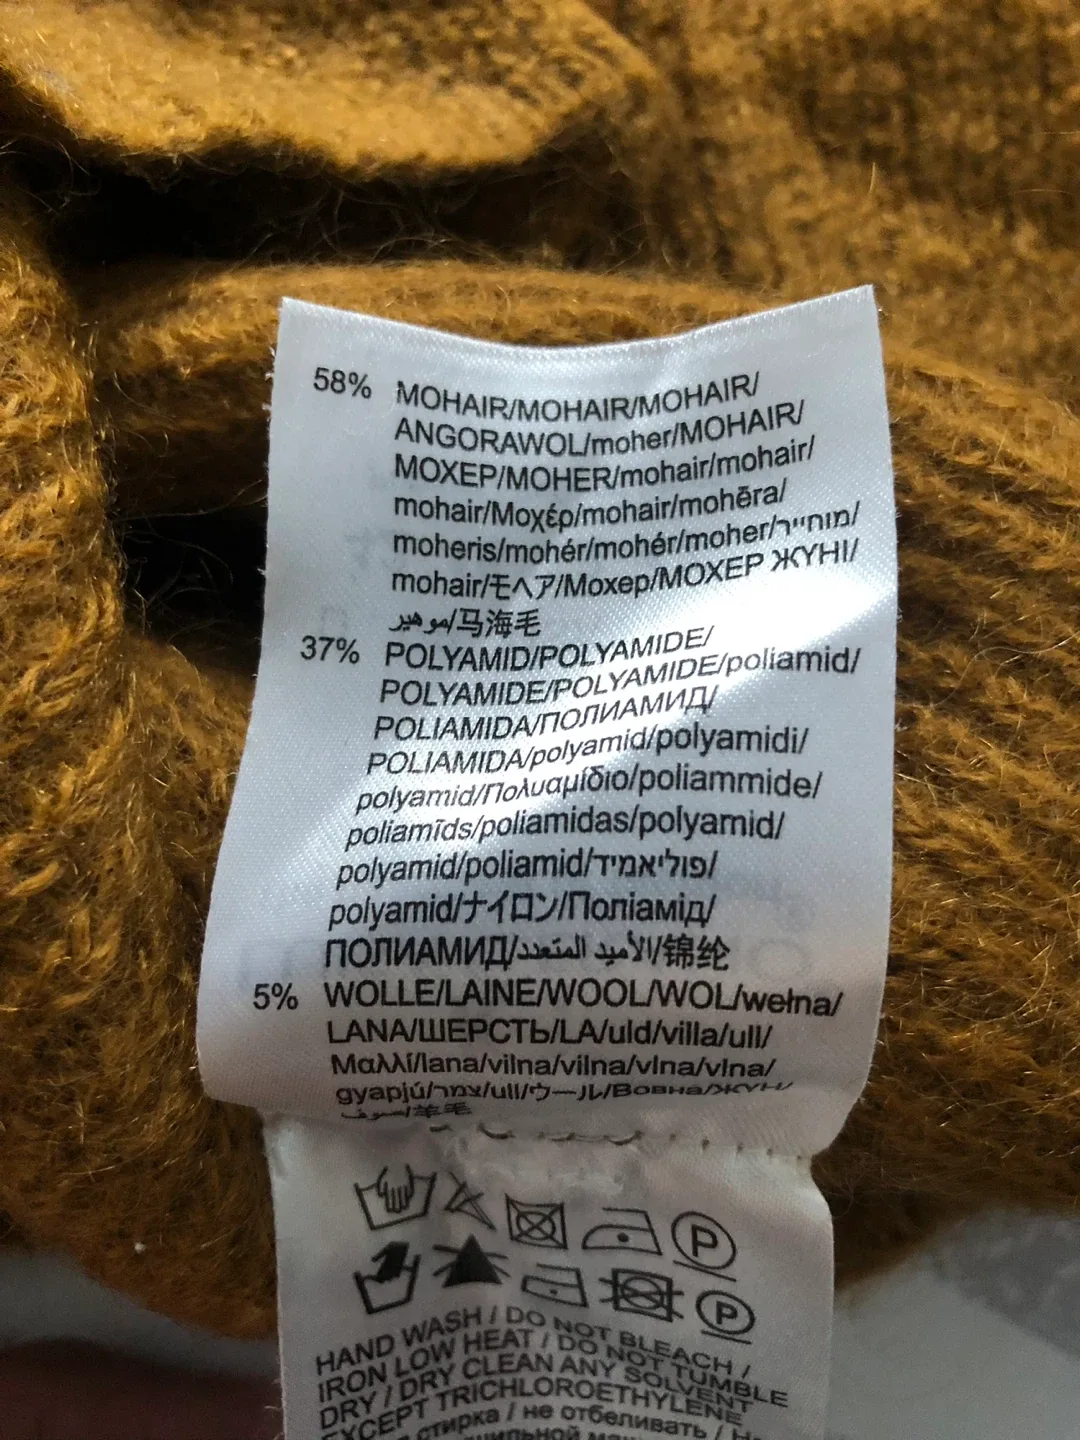 58% MOHAIR/MOHAIR/MOHAIR/
ANGORAWOL/moher/MOHAIR/
МОХЕР/MOHER/mohair/mohair/
mohair/Μοχέρ/mohair/mohēra/
moheris/mohér/mohér/moher/מוחייר/
mohair/モヘア/Мохер/МОХЕР ЖҮНІ/
موهير/马海毛
37% POLYAMID/POLYAMIDE/
POLYAMIDE/POLYAMIDE/poliamid/
POLIAMIDA/ПОЛИАМИД/
POLIAMIDA/polyamid/polyamidi/
polyamid/Πολυαμίδιο/poliammide/
poliamīds/poliamidas/polyamid/
polyamid/poliamid/פוליאמיד/
polyamid/ナイロン/Поліамід/
ПОЛИАМИД/الأميد المتعدد/锦纶
5% WOLLE/LAINE/WOOL/WOL/wełna/
LANA/ШЕРСТЬ/LA/uld/villa/ull/
Μαλλί/lana/vilna/vilna/vlna/vlna/
gyapjú/צמר/ull/ウール/Вовна/ЖҮН/
صوف/羊毛
P
P
HAND WASH / DO NOT BLEACH /
IRON LOW HEAT / DO NOT TUMBLE
DRY / DRY CLEAN ANY SOLVENT
EXCEPT TRICHLOROETHYLENE
стирка / не отбеливать /